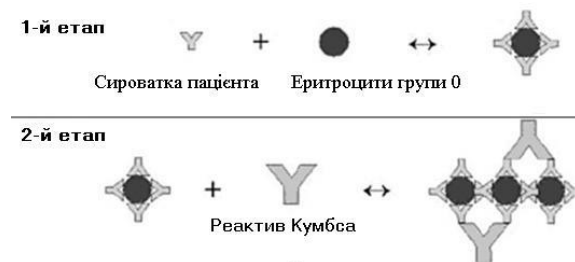 1-й етап
Сироватка пацієнта Еритроцити групи 0
2-й етап
Реактив Кумбса